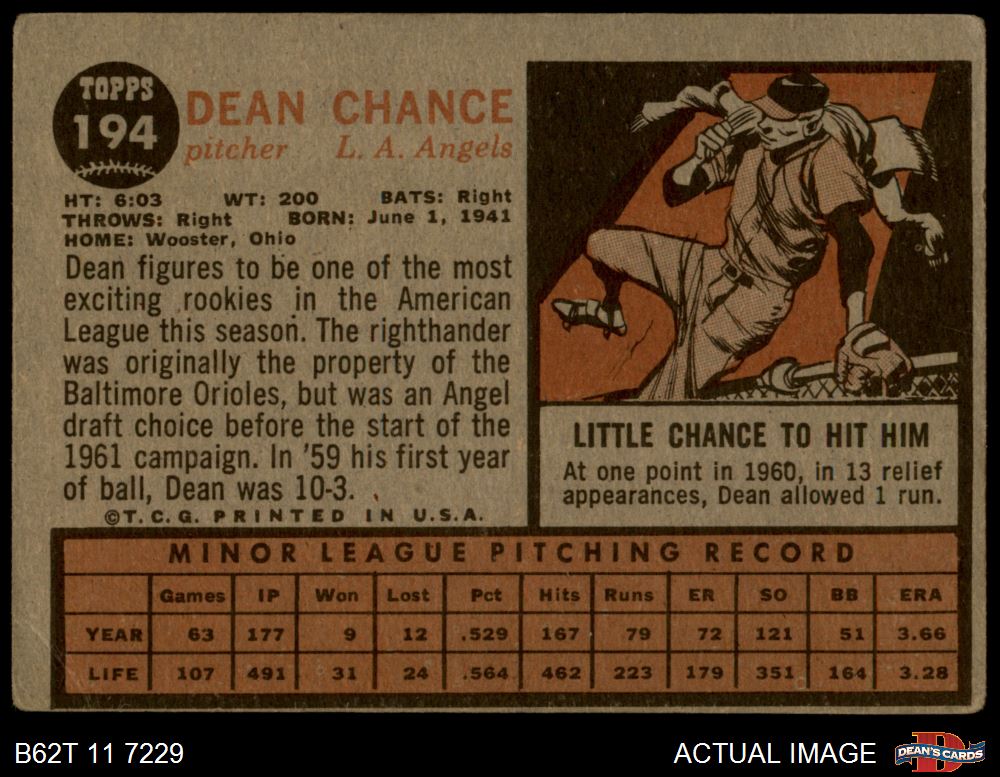 TOPPS
194
DEAN CHANCE
pitcher L. A. Angels
HT: 6:03 WT: 200 BATS: Right
THROWS: Right BORN: June 1, 1941
HOME: Wooster, Ohio
Dean figures to be one of the most
exciting rookies in the American
League this season. The righthander
was originally the property of the
Baltimore Orioles, but was an Angel
draft choice before the start of the
1961 campaign. In '59 his first year
of ball, Dean was 10-3.
©T. C. G. PRINTED IN U.S.A.
LITTLE CHANCE TO HIT HIM
At one point in 1960, in 13 relief
appearances, Dean allowed 1 run.
MINOR LEAGUE PITCHING RECORD
Games IP Won Lost Pct Hits Runs ER SO BB ERA
YEAR 63 177 9 12 .529 167 79 72 121 51 3.66
LIFE 107 491 31 24 .564 462 223 179 351 164 3.28
B62T 11 7229
ACTUAL IMAGE
D
DEAN'S CARDS